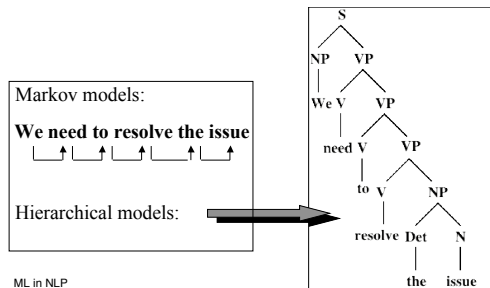 Markov models:
We need to resolve the issue
Hierarchical models:
ML in NLP
S
NP VP
We V VP
need V VP
to V NP
resolve Det N
the issue